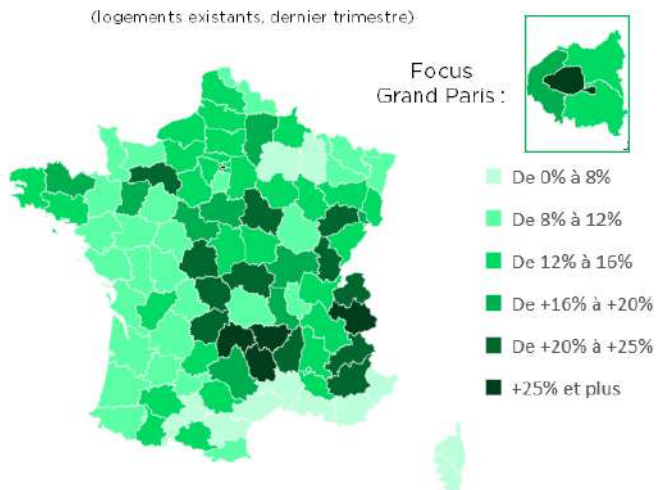 (logements existants, dernier trimestre)
Focus
Grand Paris :
De 0% à 8%
De 8% à 12%
De 12% à 16%
De +16% à +20%
De +20% à +25%
+25% et plus